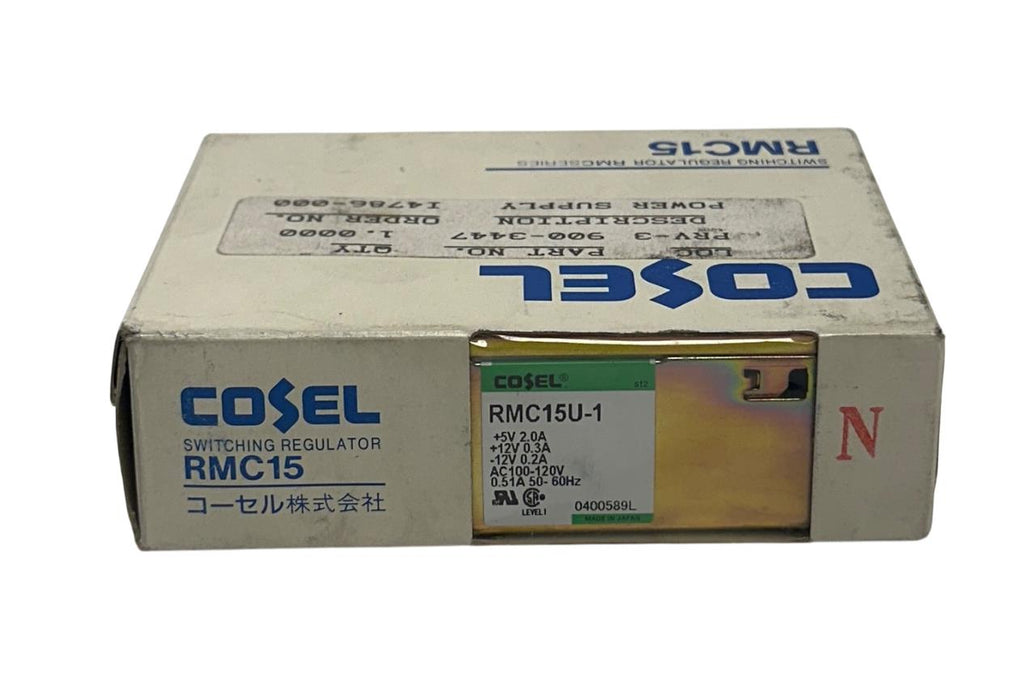 RMC15
SWITCHING REGULATOR RMCSERIES
POWER SUPPLY 14786-000
DESCRIPTION ORDER NO.
PRV-3 900-3447 1.0000
LOC PART NO. QTY
COSEL
COSEL
SWITCHING REGULATOR
RMC15
コーセル株式会社
COSEL® s12
RMC15U-1
+5V 2.0A
+12V 0.3A
-12V 0.2A
AC100-120V
0.51A 50- 60Hz
LEVEL I 0400589L
MADE IN JAPAN
N